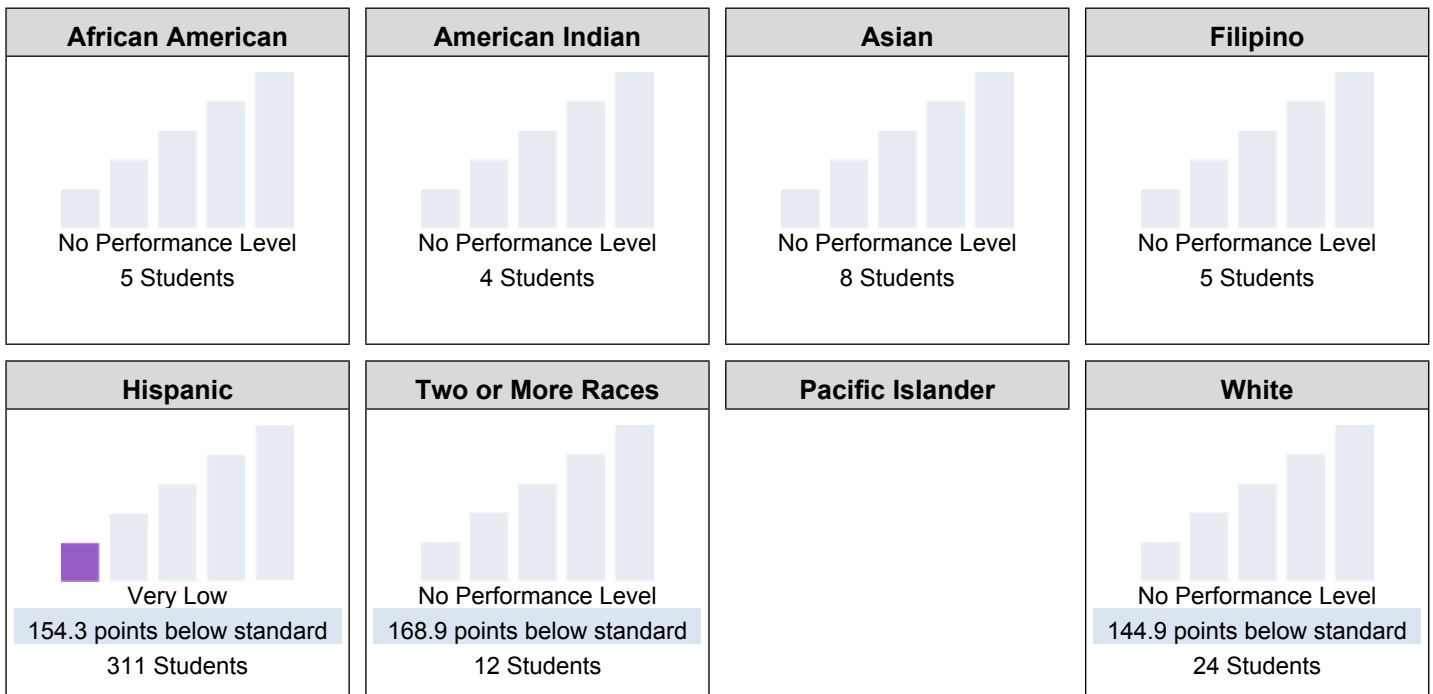 African American
No Performance Level
5 Students
American Indian
No Performance Level
4 Students
Asian
No Performance Level
8 Students
Filipino
No Performance Level
5 Students
Hispanic
Very Low
154.3 points below standard
311 Students
Two or More Races
No Performance Level
168.9 points below standard
12 Students
Pacific Islander
White
No Performance Level
144.9 points below standard
24 Students